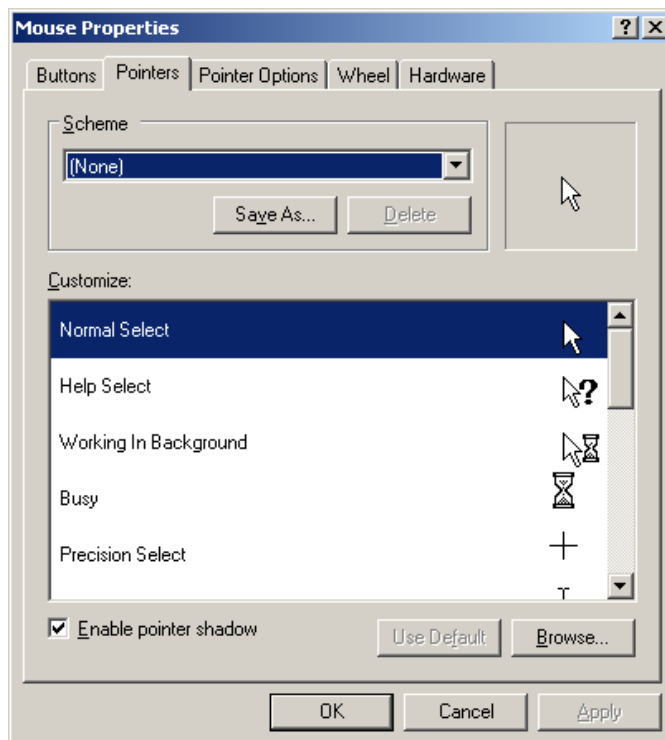 Mouse Properties
Buttons Pointers Pointer Options Wheel Hardware
Scheme
(None)
Save As... Delete
Customize:
Normal Select
Help Select
Working In Background
Busy
Precision Select
Enable pointer shadow
Use Default Browse...
OK Cancel Apply